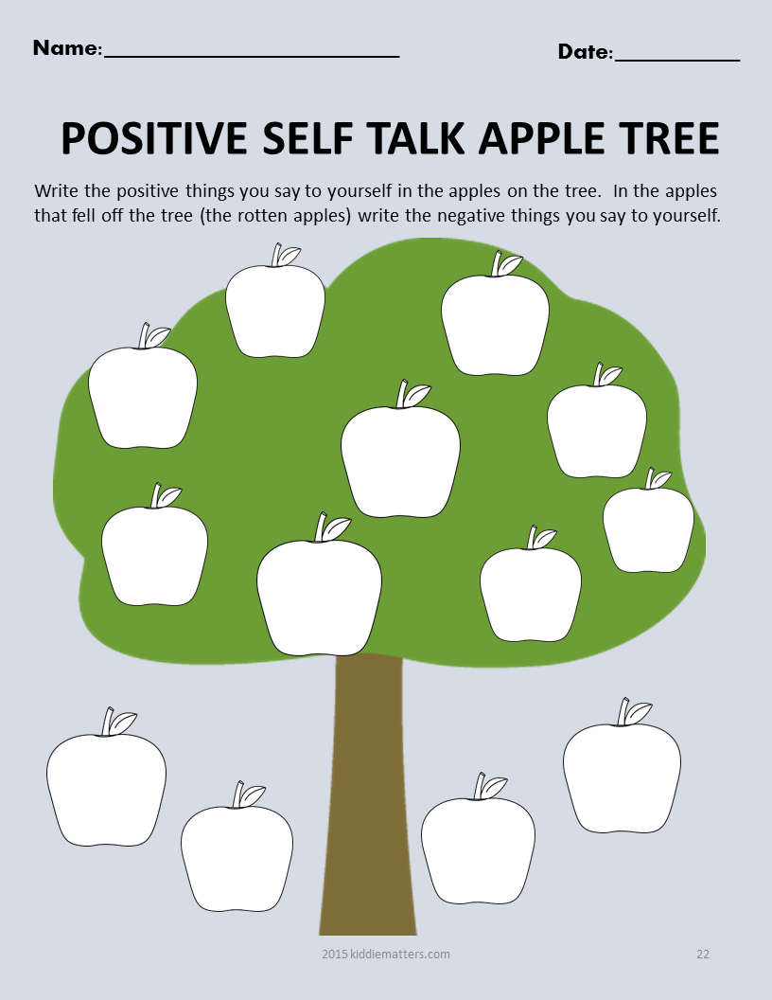 Name:____________________________ Date:____________
POSITIVE SELF TALK APPLE TREE
Write the positive things you say to yourself in the apples on the tree.  In the apples
that fell off the tree (the rotten apples) write the negative things you say to yourself.
2015 kiddiematters.com 22